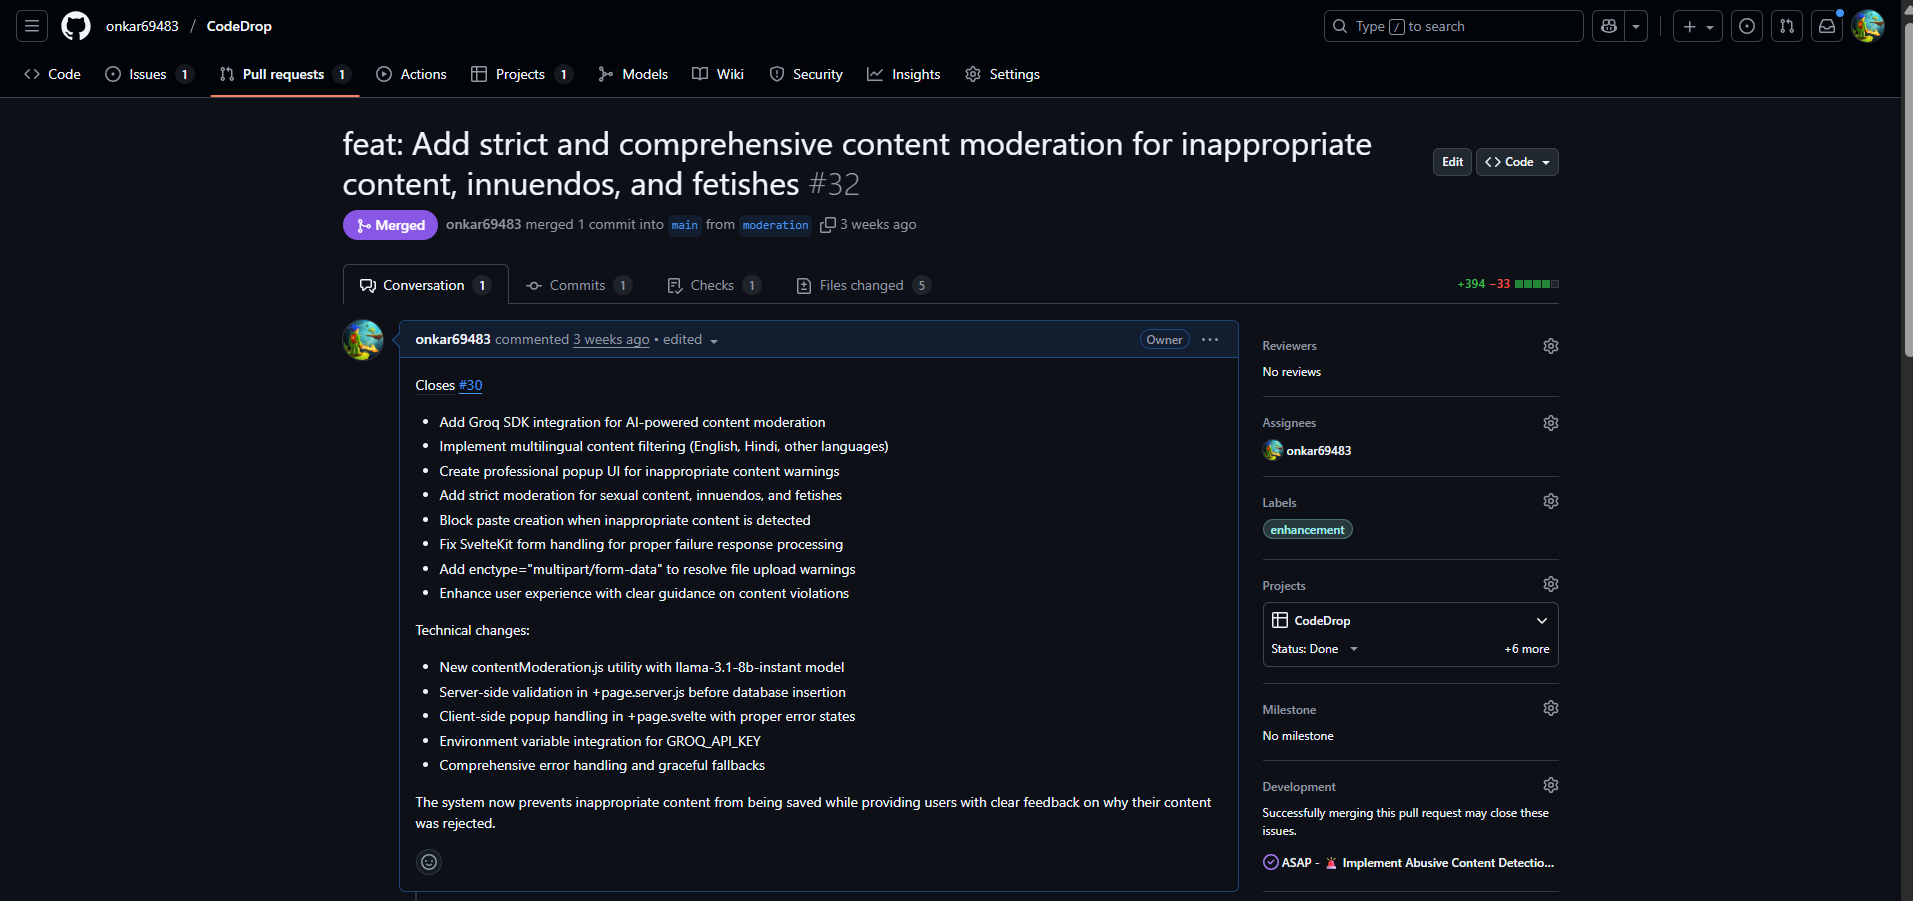 onkar69483 / CodeDrop
Type / to search
Code
Issues 1
Pull requests 1
Actions
Projects 1
Models
Wiki
Security
Insights
Settings
feat: Add strict and comprehensive content moderation for inappropriate
content, innuendos, and fetishes #32
Edit
<> Code
Merged
onkar69483 merged 1 commit into main from moderation 3 weeks ago
Conversation 1
Commits 1
Checks 1
Files changed 5
+394 −33
onkar69483 commented 3 weeks ago • edited
Owner
Closes #30
• Add Groq SDK integration for AI-powered content moderation
• Implement multilingual content filtering (English, Hindi, other languages)
• Create professional popup UI for inappropriate content warnings
• Add strict moderation for sexual content, innuendos, and fetishes
• Block paste creation when inappropriate content is detected
• Fix SvelteKit form handling for proper failure response processing
• Add enctype="multipart/form-data" to resolve file upload warnings
• Enhance user experience with clear guidance on content violations
Technical changes:
• New contentModeration.js utility with llama-3.1-8b-instant model
• Server-side validation in +page.server.js before database insertion
• Client-side popup handling in +page.svelte with proper error states
• Environment variable integration for GROQ_API_KEY
• Comprehensive error handling and graceful fallbacks
The system now prevents inappropriate content from being saved while providing users with clear feedback on why their content
was rejected.
Reviewers
No reviews
Assignees
onkar69483
Labels
enhancement
Projects
CodeDrop
Status: Done
+6 more
Milestone
No milestone
Development
Successfully merging this pull request may close these
issues.
ASAP - 🚨 Implement Abusive Content Detectio...